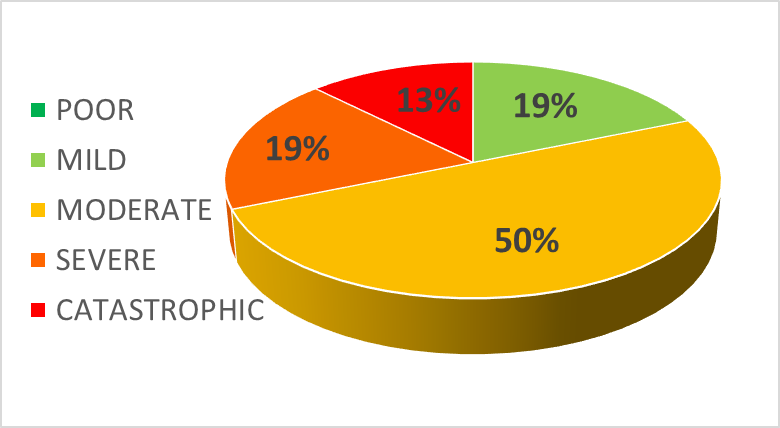 POOR
MILD
MODERATE
SEVERE
CATASTROPHIC
13%
19%
19%
50%